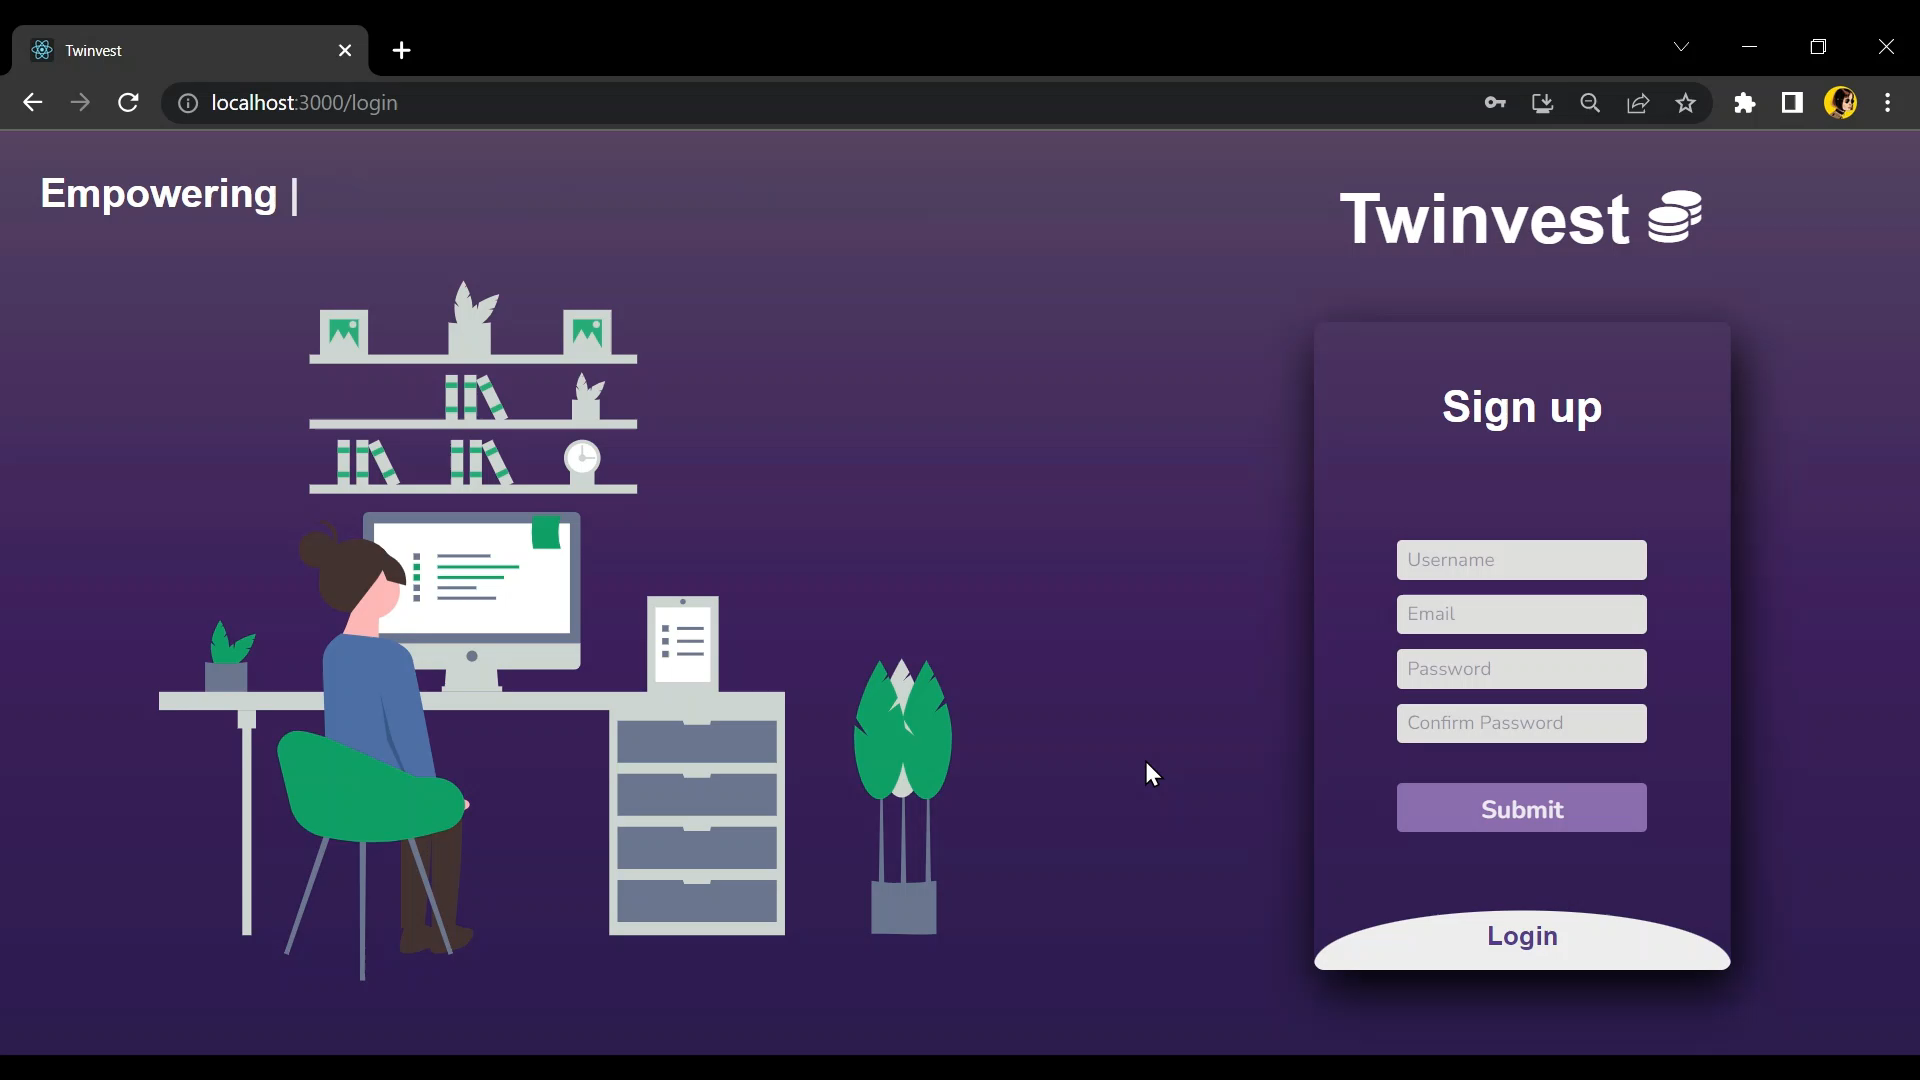 Twinvest
localhost:3000/login
Empowering |
Twinvest
Sign up
Username
Email
Password
Confirm Password
Submit
Login